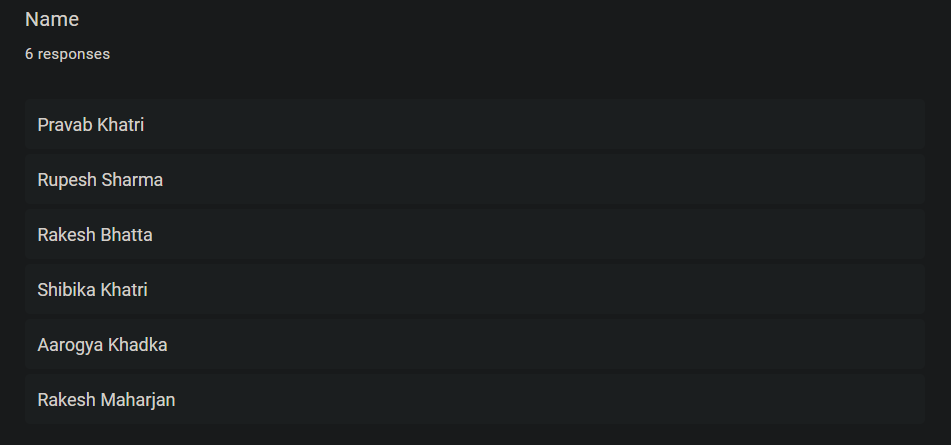 Name
6 responses
Pravab Khatri
Rupesh Sharma
Rakesh Bhatta
Shibika Khatri
Aarogya Khadka
Rakesh Maharjan